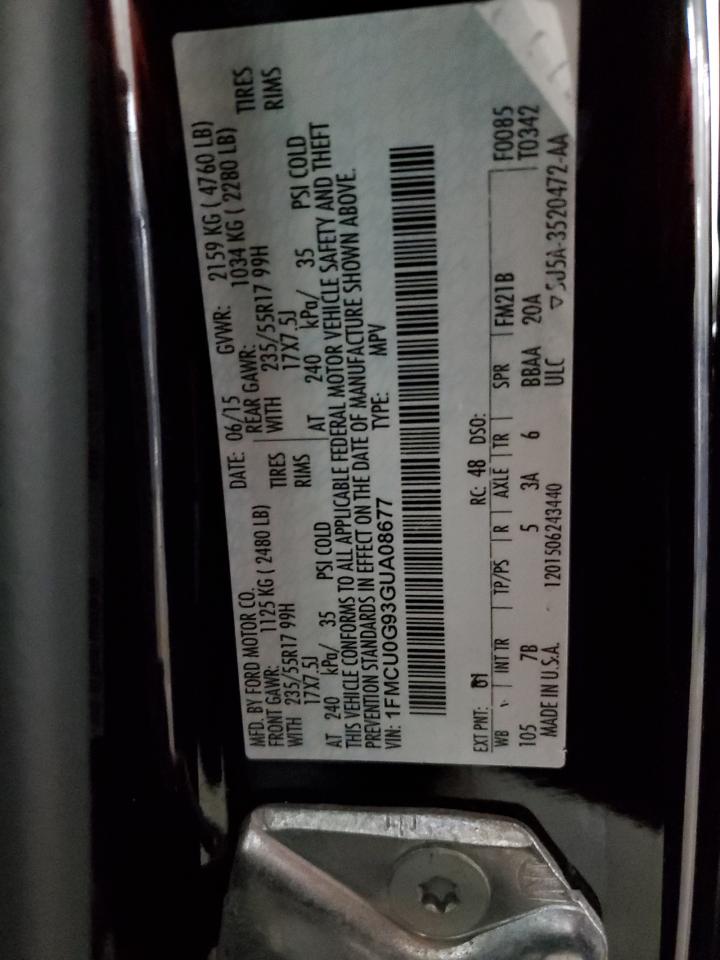 MFD. BY FORD MOTOR CO. DATE: 06/15 GVWR: 2159 KG ( 4760 LB)
FRONT GAWR: 1125 KG ( 2480 LB) REAR GAWR: 1034 KG ( 2280 LB)
WITH 235/55R17 99H TIRES WITH 235/55R17 99H TIRES
17X7.5J RIMS 17X7.5J RIMS
AT 240 kPa/ 35 PSI COLD AT 240 kPa/ 35 PSI COLD
THIS VEHICLE CONFORMS TO ALL APPLICABLE FEDERAL MOTOR VEHICLE SAFETY AND THEFT
PREVENTION STANDARDS IN EFFECT ON THE DATE OF MANUFACTURE SHOWN ABOVE.
VIN: 1FMCU0G93GUA08677 TYPE: MPV
EXT PNT: RC: 48 DSO:
WB INT TR TP/PS R AXLE TR SPR FM21B F0085
105 7B 5 3A 6 BBAA 20A T0342
MADE IN U.S.A. 1201506243440 ULC 5U5A-3520472-AA